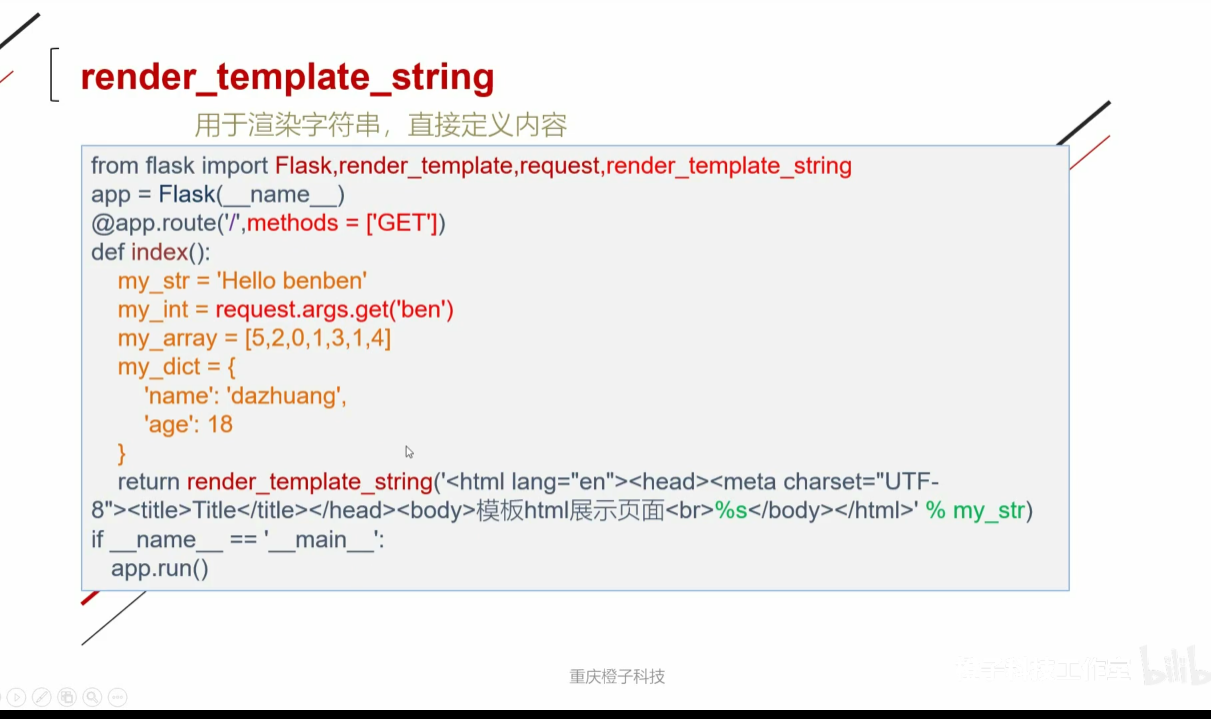 render_template_string
用于渲染字符串，直接定义内容
from flask import Flask,render_template,request,render_template_string
app = Flask(__name__)
@app.route('/',methods = ['GET'])
def index():
my_str = 'Hello benben'
my_int = request.args.get('ben')
my_array = [5,2,0,1,3,1,4]
my_dict = {
'name': 'dazhuang',
'age': 18
}
return render_template_string('<html lang="en"><head><meta charset="UTF-
8"><title>Title</title></head><body>模板html展示页面<br>%s</body></html>' % my_str)
if __name__ == '__main__':
app.run()
重庆橙子科技